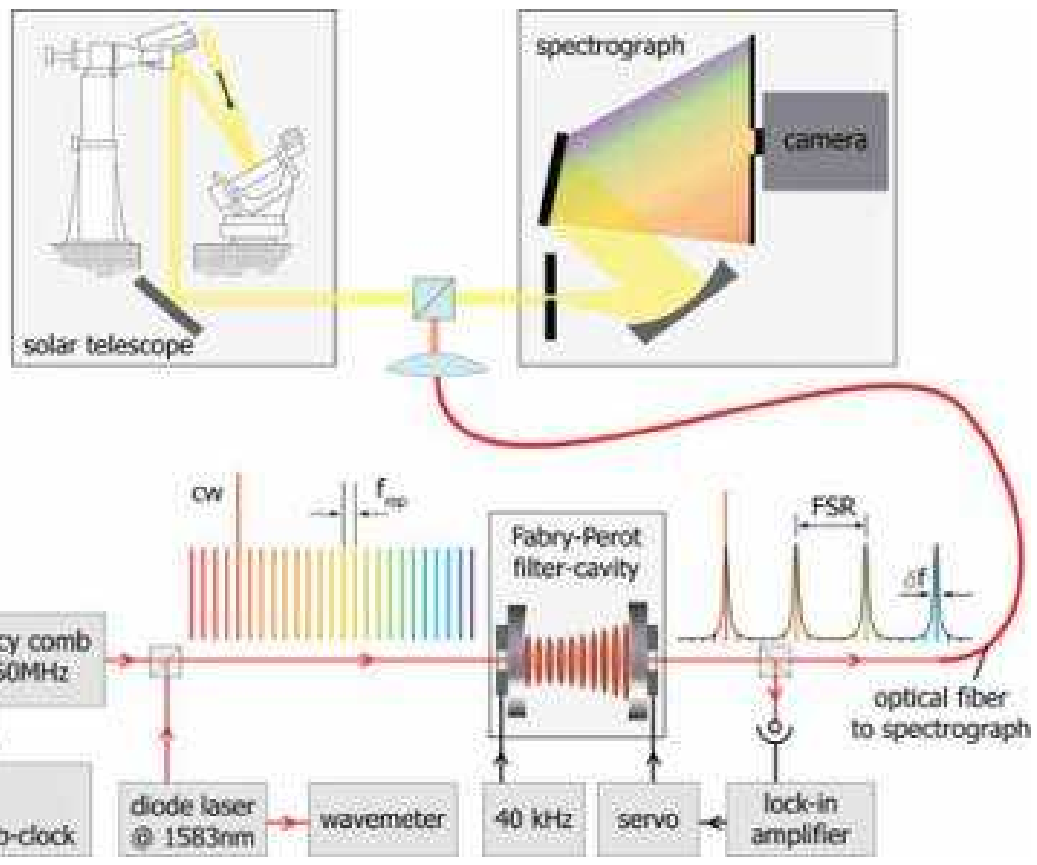 spectrograph
camera
solar telescope
cw
f rep
FSR
δf
Fabry-Perot
filter-cavity
cy comb
50MHz
optical fiber
to spectrograph
diode laser
@ 1583nm
wavemeter
40 kHz
servo
lock-in
amplifier
b-clock